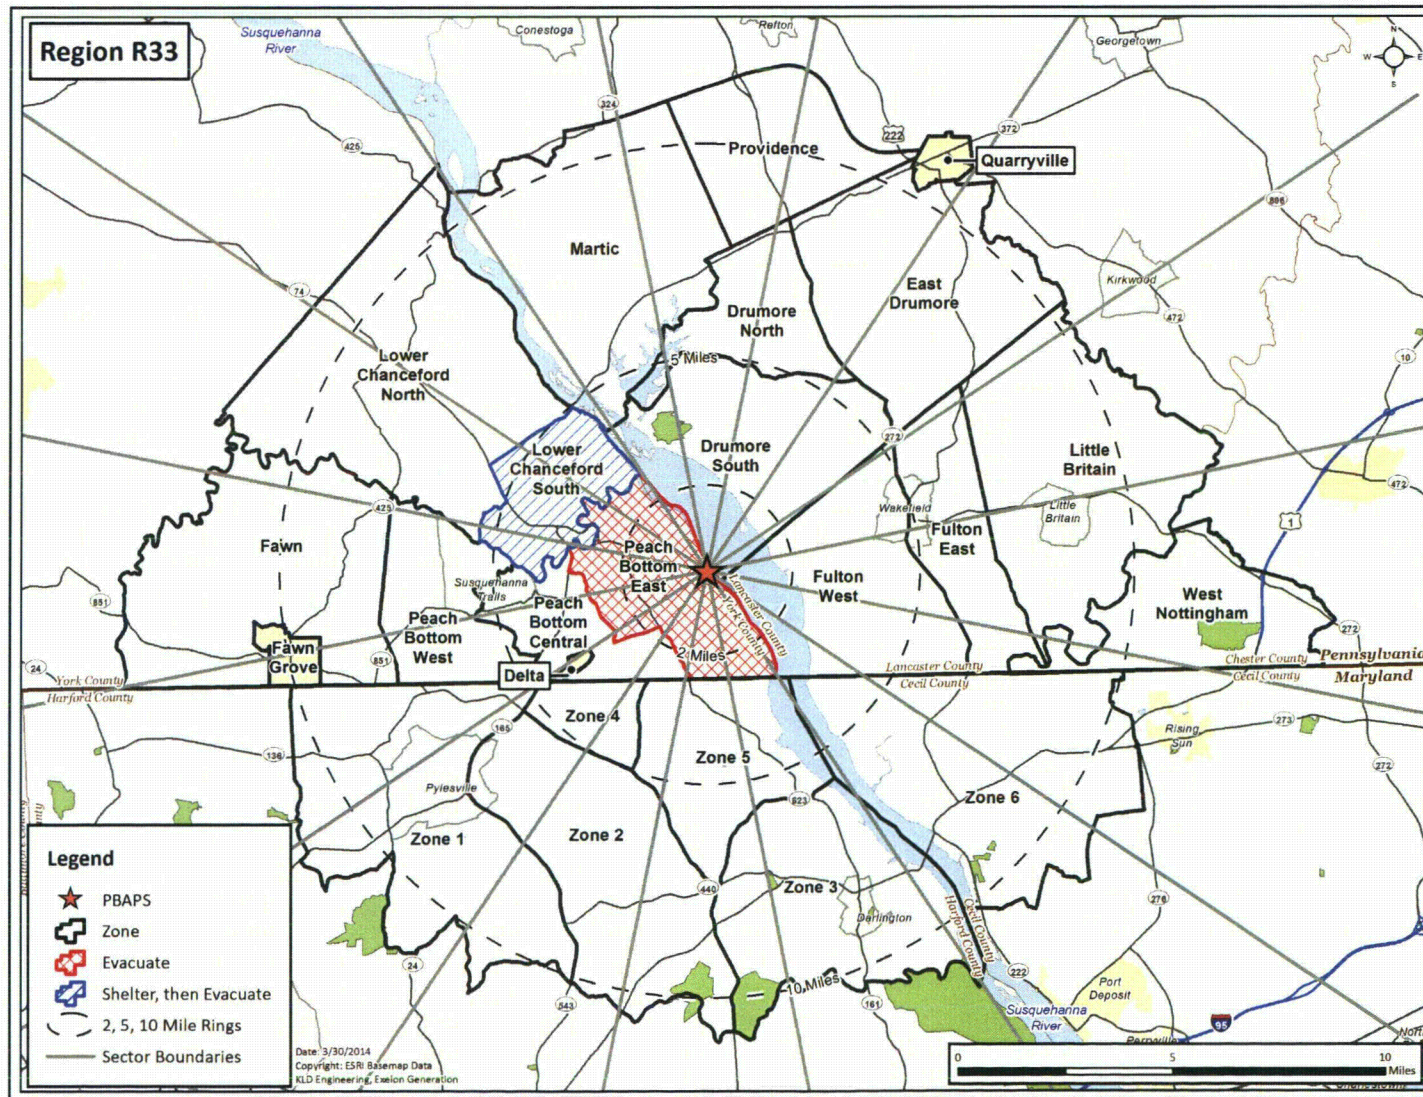 Region R33
Susquehanna
River
Conestoga
Refton
Georgetown
N
W
E
S
324
222
372
425
Providence
Quarryville
896
Martic
74
East
Drumore
Kirkwood
Drumore
North
472
5 Miles
10
Lower
Chanceford
North
272
Lower
Chanceford
South
Drumore
South
Little
Britain
472
425
Wakefield
Little
Britain
1
Fawn
Peach
Bottom
East
Fulton
East
Susquehanna
Trails
Fulton
West
851
Peach
Bottom
West
Peach
Bottom
Central
Lancaster County
York County
West
Nottingham
272
Fawn
Grove
851
2 Miles
24
Delta
York County
Harford County
Lancaster County
Cecil County
Chester County
Cecil County
Pennsylvania
Maryland
Zone 4
165
136
Zone 5
Rising
Sun
273
272
Pylesville
623
Zone 6
Zone 1
Zone 2
Zone 3
440
Darlington
276
Cecil County
Harford County
24
543
10 Miles
161
222
Port
Deposit
Susquehanna
River
95
Perryville
Legend
PBAPS
Zone
Evacuate
Shelter, then Evacuate
2, 5, 10 Mile Rings
Sector Boundaries
Date: 3/30/2014
Copyright: ESRI Basemap Data
KLD Engineering, Exelon Generation
0
5
10
Miles